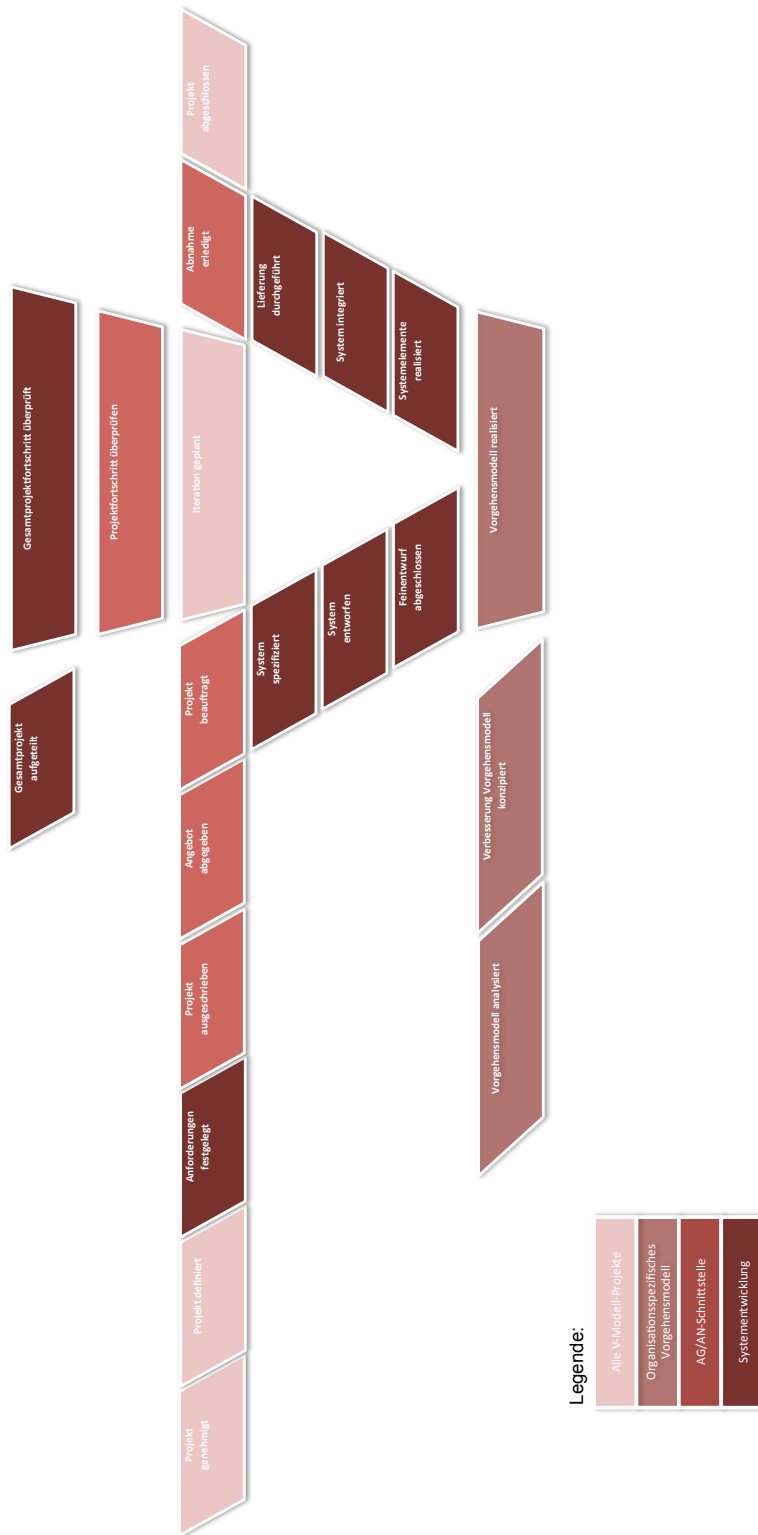 Gesamtprojekt
aufgeteilt
Gesamtprojektfortschritt überprüft
Projektfortschritt überprüfen
Projekt
genehmigt
Projekt definiert
Anforderungen
festgelegt
Projekt
ausgeschrieben
Angebot
abgegeben
Projekt
beauftragt
Iteration geplant
Abnahme
erledigt
Projekt
abgeschlossen
System
spezifiziert
Lieferung
durchgeführt
System
entworfen
System integriert
Feinentwurf
abgeschlossen
Systemelemente
realisiert
Vorgehensmodell analysiert
Verbesserung Vorgehensmodell
konzipiert
Vorgehensmodell realisiert
Legende:
Alle V-Modell-Projekte
Organisationsspezifisches
Vorgehensmodell
AG/AN-Schnittstelle
Systementwicklung